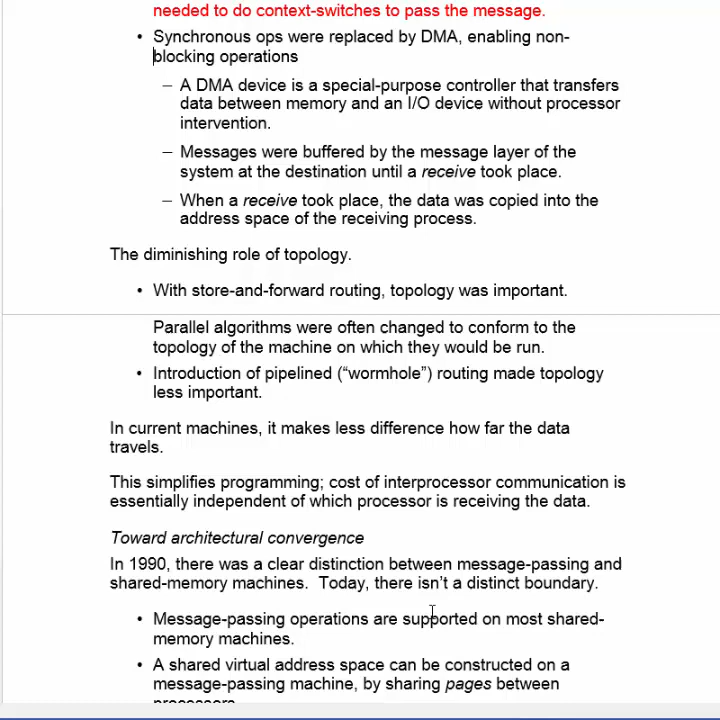 needed to do context-switches to pass the message.
• Synchronous ops were replaced by DMA, enabling non-
blocking operations
– A DMA device is a special-purpose controller that transfers
data between memory and an I/O device without processor
intervention.
– Messages were buffered by the message layer of the
system at the destination until a receive took place.
– When a receive took place, the data was copied into the
address space of the receiving process.
The diminishing role of topology.
• With store-and-forward routing, topology was important.
Parallel algorithms were often changed to conform to the
topology of the machine on which they would be run.
• Introduction of pipelined (“wormhole”) routing made topology
less important.
In current machines, it makes less difference how far the data
travels.
This simplifies programming; cost of interprocessor communication is
essentially independent of which processor is receiving the data.
Toward architectural convergence
In 1990, there was a clear distinction between message-passing and
shared-memory machines.  Today, there isn’t a distinct boundary.
• Message-passing operations are supported on most shared-
memory machines.
• A shared virtual address space can be constructed on a
message-passing machine, by sharing pages between
processors.